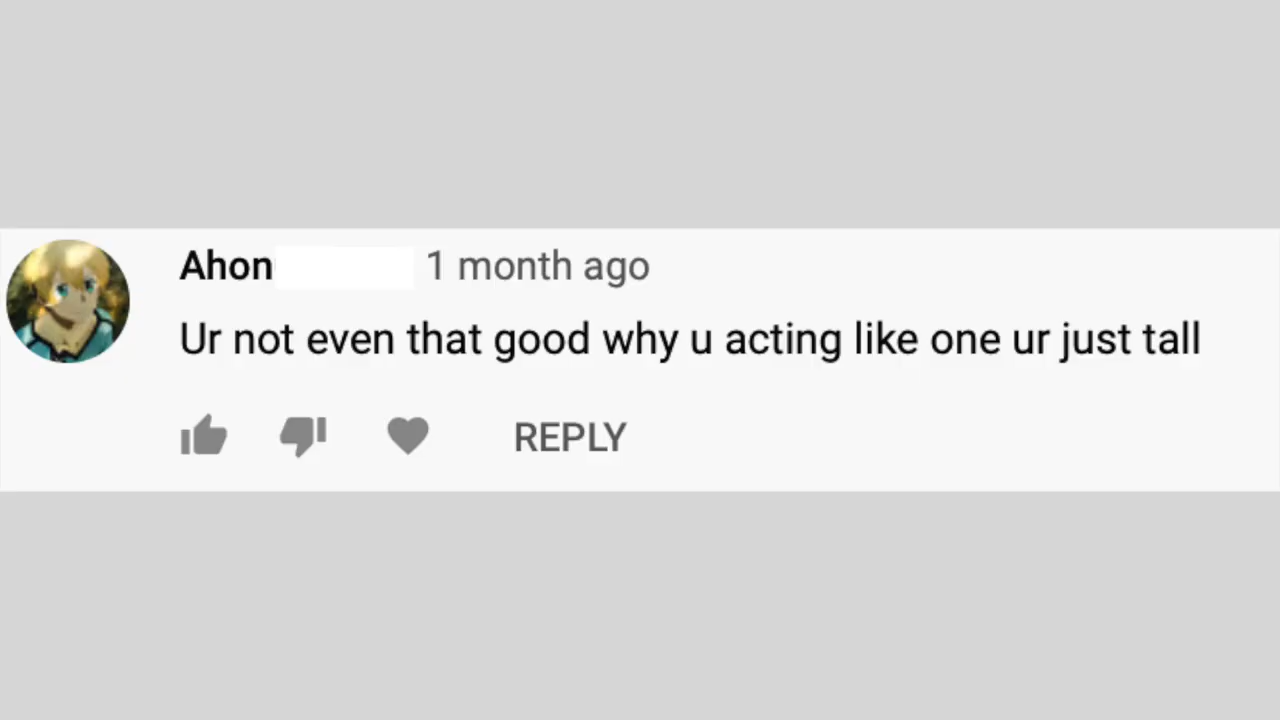 Ahon 1 month ago
Ur not even that good why u acting like one ur just tall
REPLY